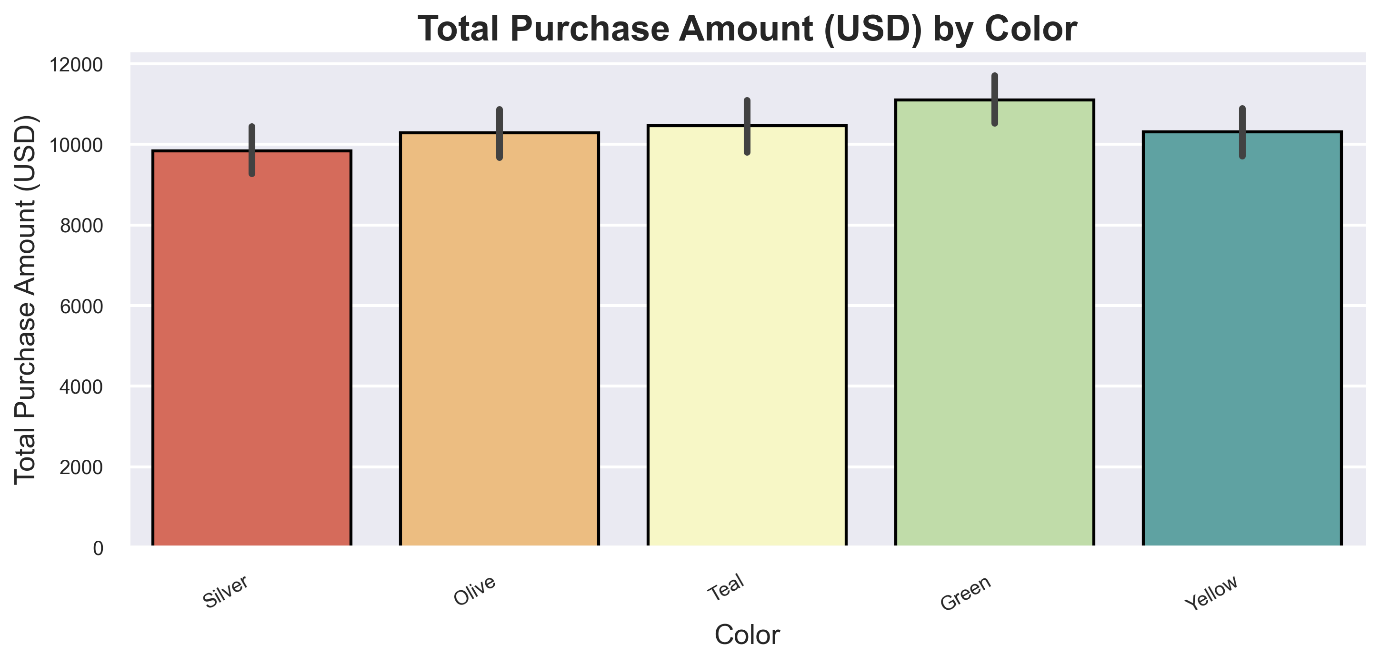 Total Purchase Amount (USD) by Color
Total Purchase Amount (USD)
12000
10000
8000
6000
4000
2000
0
Silver
Olive
Teal
Green
Yellow
Color